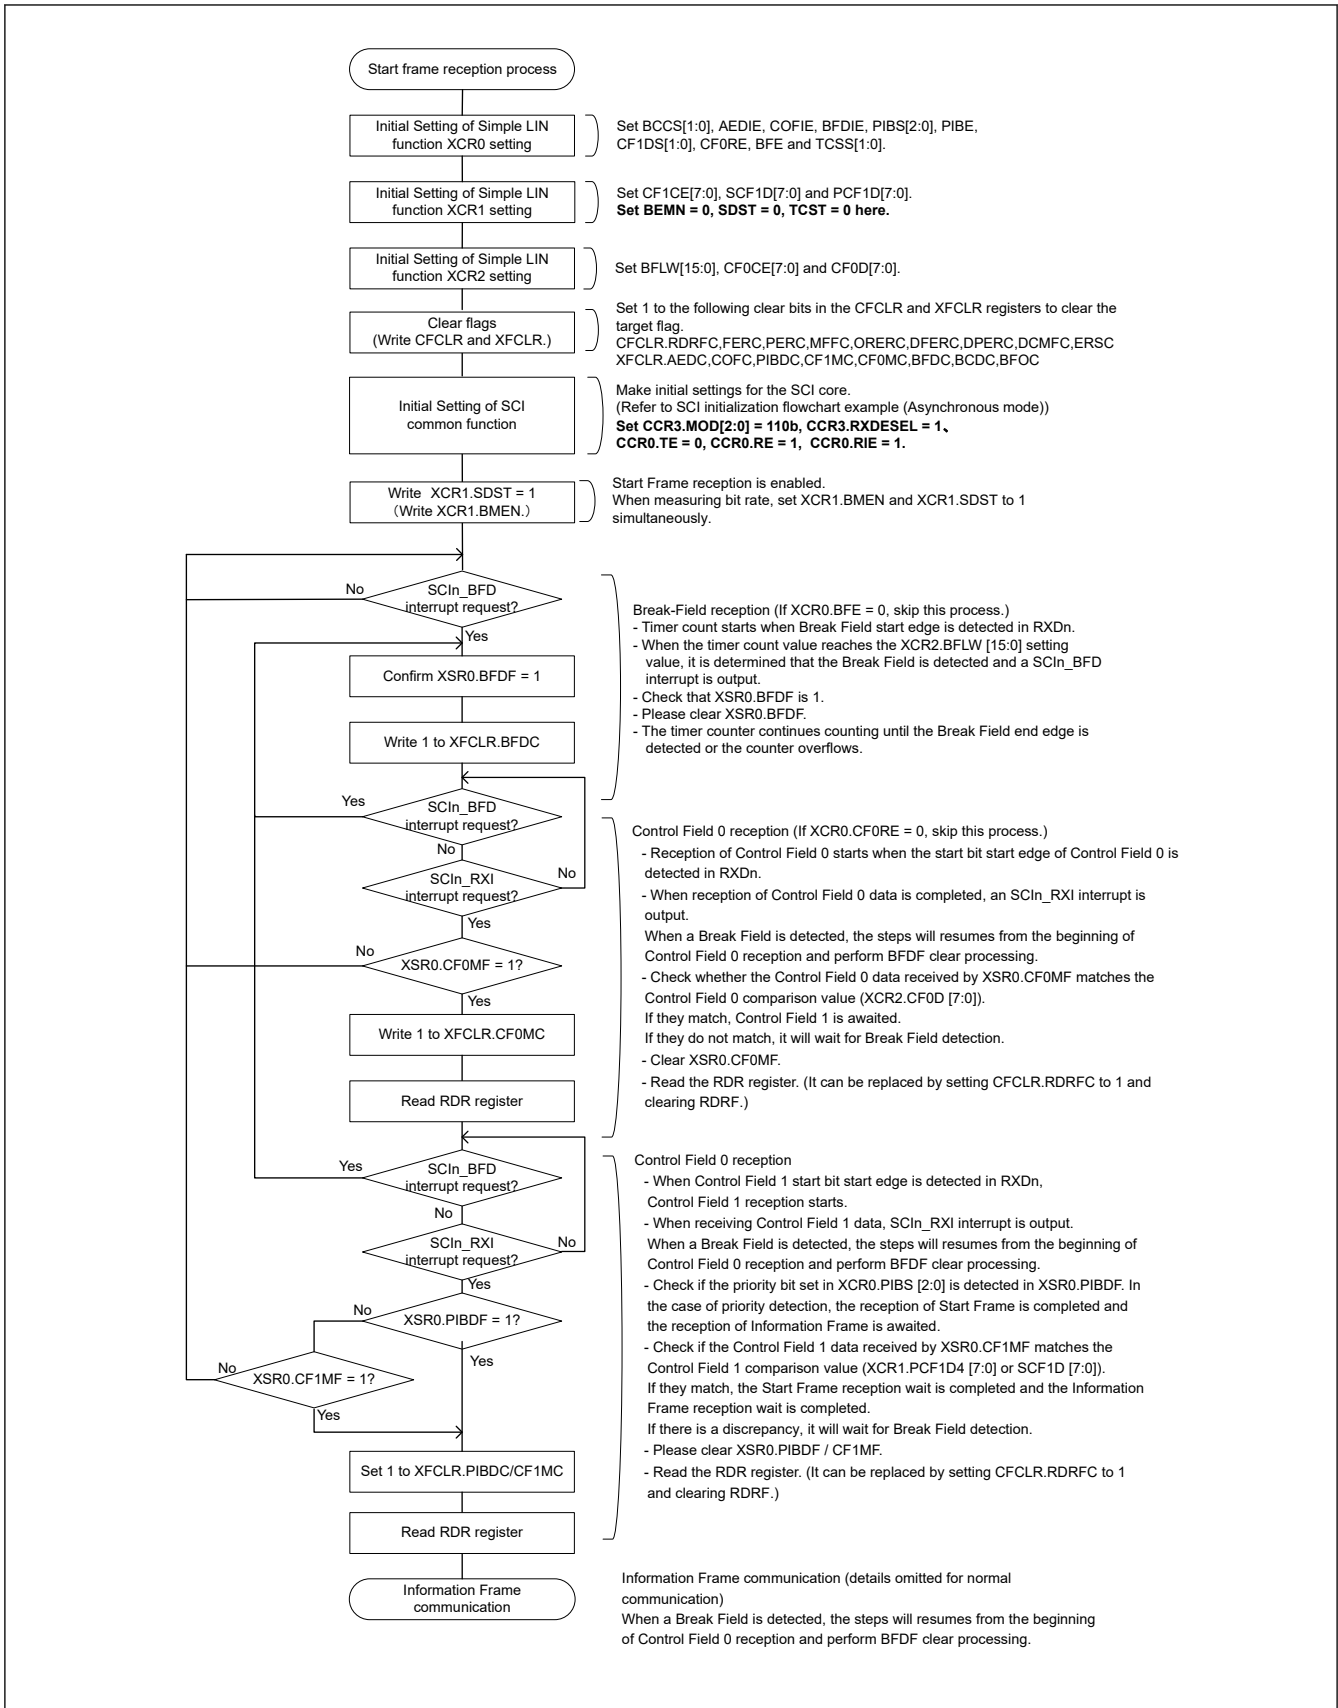 Start frame reception process
Initial Setting of Simple LIN
function XCR0 setting
Set BCCS[1:0], AEDIE, COFIE, BFDIE, PIBS[2:0], PIBE,
CF1DS[1:0], CF0RE, BFE and TCSS[1:0].
Initial Setting of Simple LIN
function XCR1 setting
Set CF1CE[7:0], SCF1D[7:0] and PCF1D[7:0].
Set BEMN = 0, SDST = 0, TCST = 0 here.
Initial Setting of Simple LIN
function XCR2 setting
Set BFLW[15:0], CF0CE[7:0] and CF0D[7:0].
Clear flags
(Write CFCLR and XFCLR.)
Set 1 to the following clear bits in the CFCLR and XFCLR registers to clear the
target flag.
CFCLR.RDRFC,FERC,PERC,MFFC,ORERC,DFERC,DPERC,DCMFC,ERSC
XFCLR.AEDC,COFC,PIBDC,CF1MC,CF0MC,BFDC,BCDC,BFOC
Initial Setting of SCI
common function
Make initial settings for the SCI core.
(Refer to SCI initialization flowchart example (Asynchronous mode))
Set CCR3.MOD[2:0] = 110b, CCR3.RXDESEL = 1、
CCR0.TE = 0, CCR0.RE = 1, CCR0.RIE = 1.
Write XCR1.SDST = 1
（Write XCR1.BMEN.）
Start Frame reception is enabled.
When measuring bit rate, set XCR1.BMEN and XCR1.SDST to 1
simultaneously.
No
SCIn_BFD
interrupt request?
Yes
Confirm XSR0.BFDF = 1
Write 1 to XFCLR.BFDC
Break-Field reception (If XCR0.BFE = 0, skip this process.)
- Timer count starts when Break Field start edge is detected in RXDn.
- When the timer count value reaches the XCR2.BFLW [15:0] setting
value, it is determined that the Break Field is detected and a SCIn_BFD
interrupt is output.
- Check that XSR0.BFDF is 1.
- Please clear XSR0.BFDF.
- The timer counter continues counting until the Break Field end edge is
detected or the counter overflows.
Yes
SCIn_BFD
interrupt request?
No
SCIn_RXI
interrupt request?
No
Yes
No
XSR0.CF0MF = 1?
Yes
Write 1 to XFCLR.CF0MC
Read RDR register
Control Field 0 reception (If XCR0.CF0RE = 0, skip this process.)
- Reception of Control Field 0 starts when the start bit start edge of Control Field 0 is
detected in RXDn.
- When reception of Control Field 0 data is completed, an SCIn_RXI interrupt is
output.
When a Break Field is detected, the steps will resumes from the beginning of
Control Field 0 reception and perform BFDF clear processing.
- Check whether the Control Field 0 data received by XSR0.CF0MF matches the
Control Field 0 comparison value (XCR2.CF0D [7:0]).
If they match, Control Field 1 is awaited.
If they do not match, it will wait for Break Field detection.
- Clear XSR0.CF0MF.
- Read the RDR register. (It can be replaced by setting CFCLR.RDRFC to 1 and
clearing RDRF.)
Yes
SCIn_BFD
interrupt request?
No
SCIn_RXI
interrupt request?
No
Yes
No
XSR0.PIBDF = 1?
Yes
No
XSR0.CF1MF = 1?
Yes
Set 1 to XFCLR.PIBDC/CF1MC
Read RDR register
Control Field 0 reception
- When Control Field 1 start bit start edge is detected in RXDn,
Control Field 1 reception starts.
- When receiving Control Field 1 data, SCIn_RXI interrupt is output.
When a Break Field is detected, the steps will resumes from the beginning of
Control Field 0 reception and perform BFDF clear processing.
- Check if the priority bit set in XCR0.PIBS [2:0] is detected in XSR0.PIBDF. In
the case of priority detection, the reception of Start Frame is completed and
the reception of Information Frame is awaited.
- Check if the Control Field 1 data received by XSR0.CF1MF matches the
Control Field 1 comparison value (XCR1.PCF1D4 [7:0] or SCF1D [7:0]).
If they match, the Start Frame reception wait is completed and the Information
Frame reception wait is completed.
If there is a discrepancy, it will wait for Break Field detection.
- Please clear XSR0.PIBDF / CF1MF.
- Read the RDR register. (It can be replaced by setting CFCLR.RDRFC to 1
and clearing RDRF.)
Information Frame
communication
Information Frame communication (details omitted for normal
communication)
When a Break Field is detected, the steps will resumes from the beginning
of Control Field 0 reception and perform BFDF clear processing.